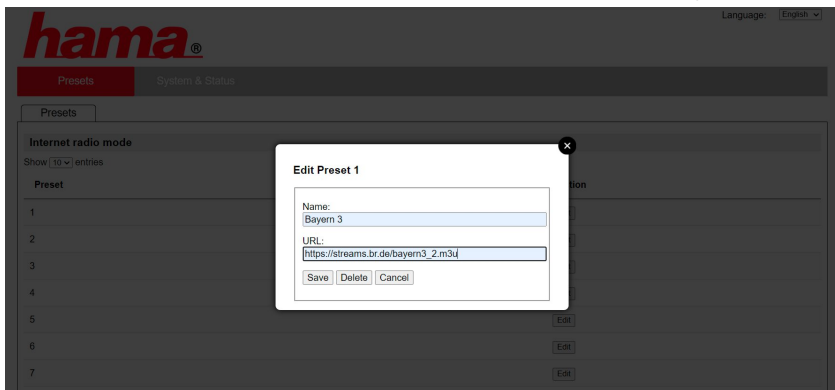 Language: English
hama®
Presets System & Status
Presets
Internet radio mode
Show 10 entries
Preset
1
2
3
4
5 Edit
6 Edit
7 Edit
Edit Preset 1
Name:
Bayern 3
URL:
https://streams.br.de/bayern3_2.m3u
Save Delete Cancel